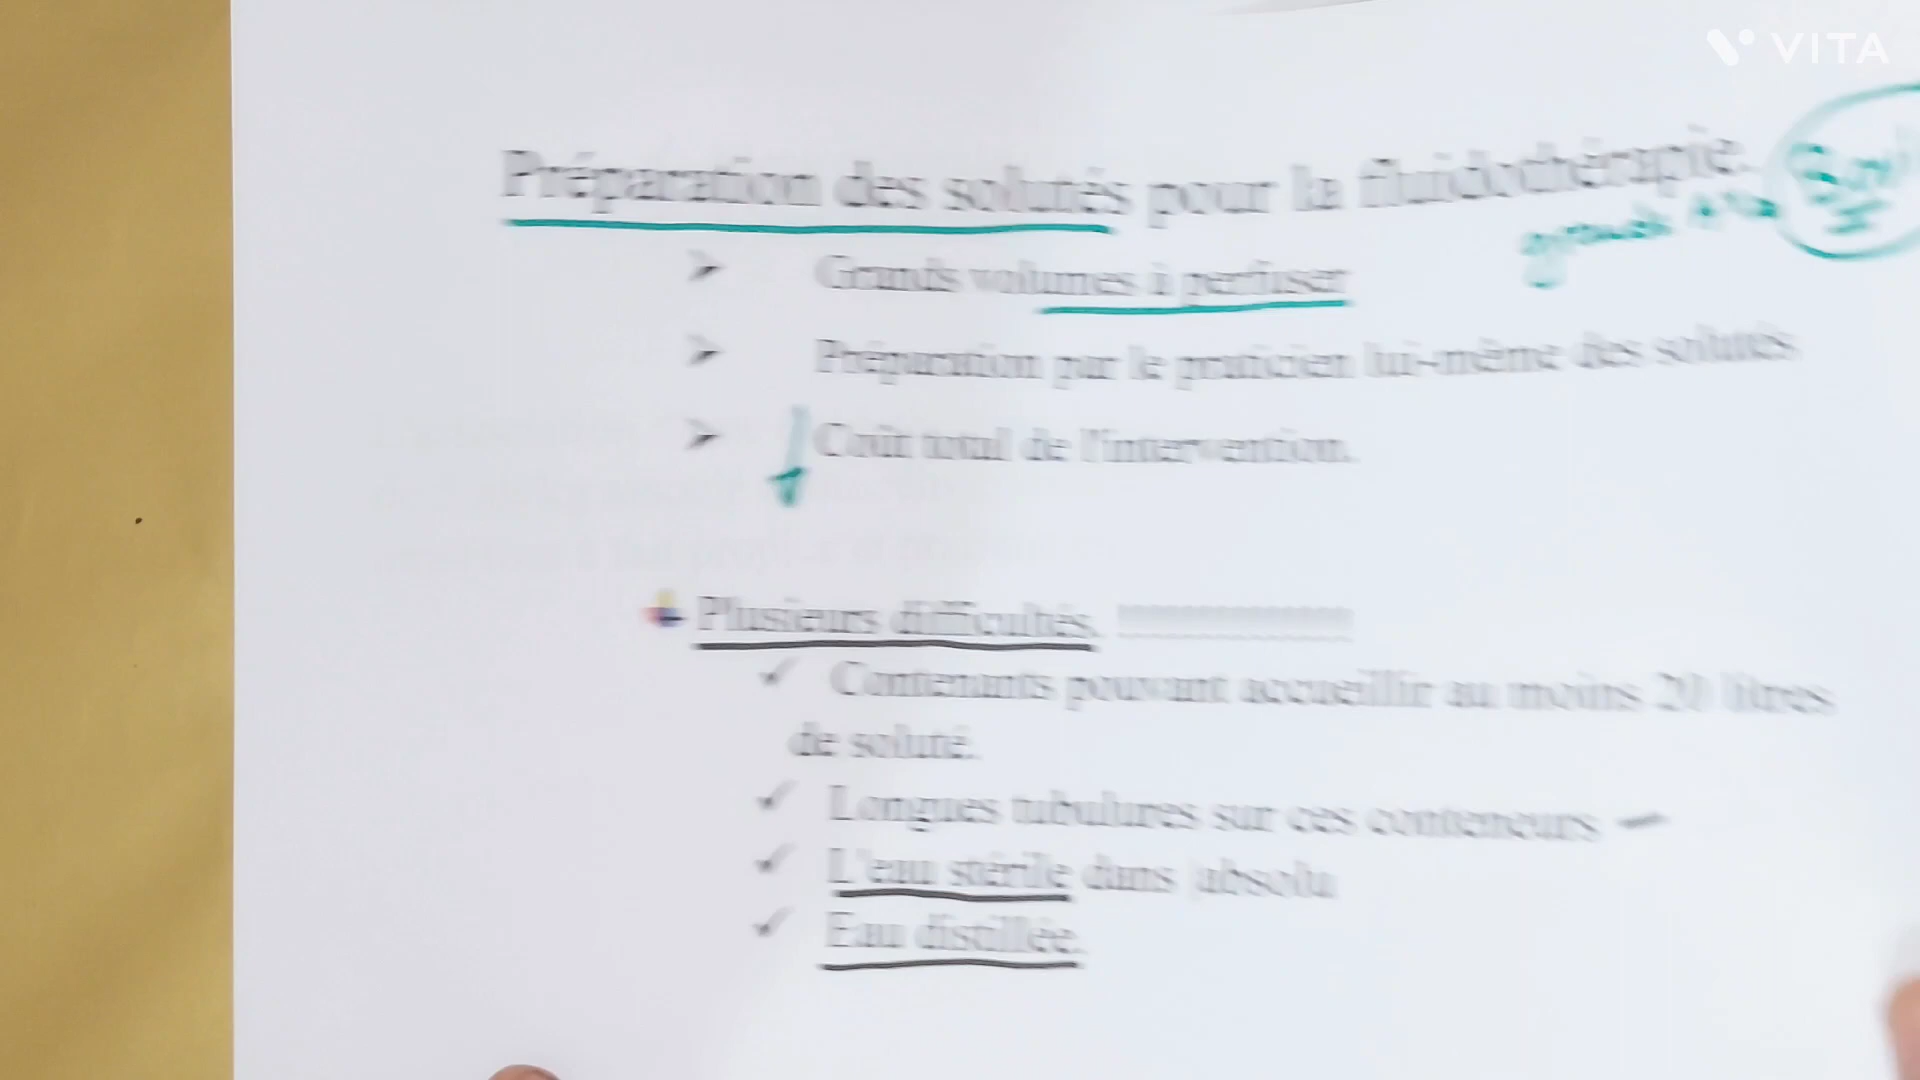 VITA
Préparation des solutés pour la fluidothérapie.
Grands volumes à perfuser
Préparation par le praticien lui-même des solutés
Coût total de l'intervention.
Plusieurs difficultés.
Contenants pouvant accueillir au moins 20 litres
de soluté.
Longues tubulures sur ces conteneurs
L'eau stérile dans absolu
Eau distillée.